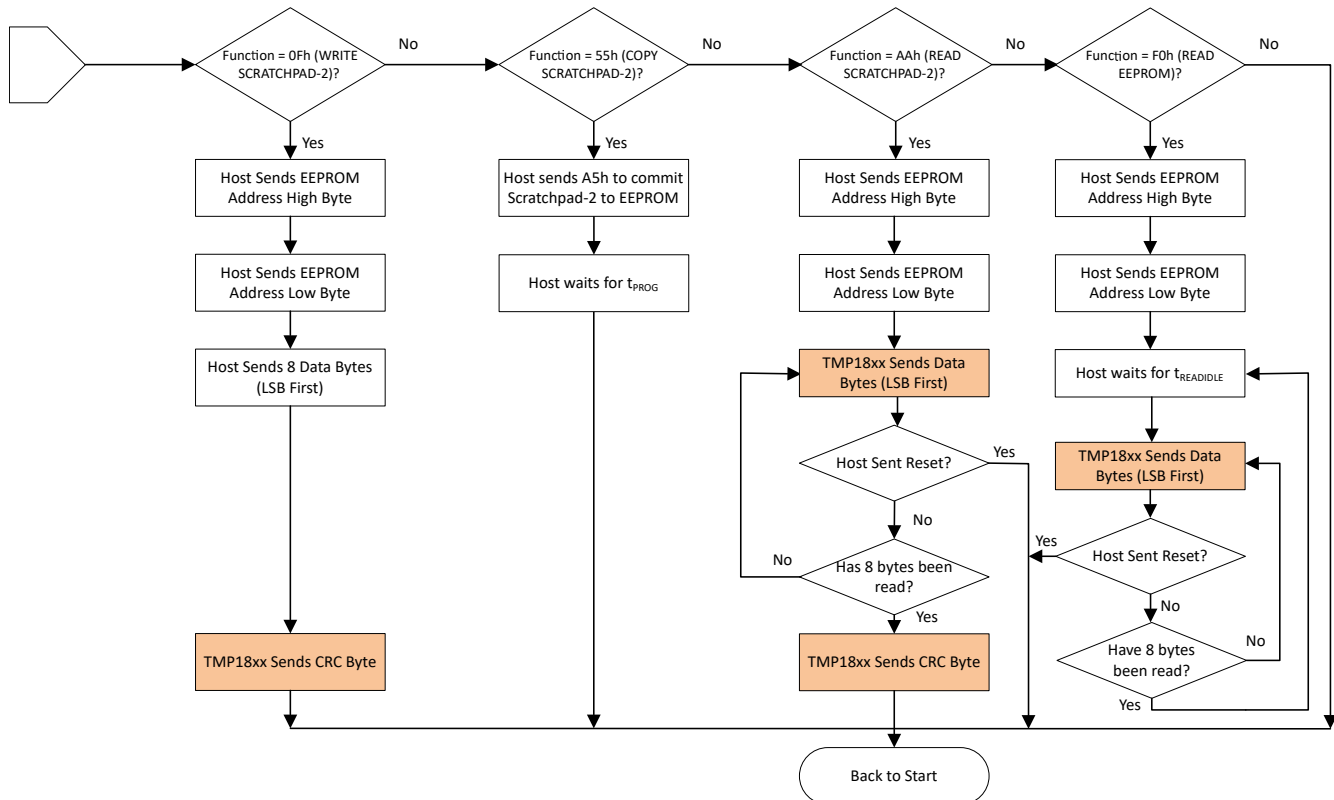 Function = 0Fh (WRITE
SCRATCHPAD-2)?
No
Function = 55h (COPY
SCRATCHPAD-2)?
No
Function = AAh (READ
SCRATCHPAD-2)?
No
Function = F0h (READ
EEPROM)?
No
Yes
Yes
Yes
Yes
Host Sends EEPROM
Address High Byte
Host sends A5h to commit
Scratchpad-2 to EEPROM
Host Sends EEPROM
Address High Byte
Host Sends EEPROM
Address High Byte
Host Sends EEPROM
Address Low Byte
Host waits for tPROG
Host Sends EEPROM
Address Low Byte
Host Sends EEPROM
Address Low Byte
Host Sends 8 Data Bytes
(LSB First)
TMP18xx Sends Data
Bytes (LSB First)
Host waits for tREADIDLE
Host Sent Reset?
Yes
TMP18xx Sends Data
Bytes (LSB First)
No
Yes
Host Sent Reset?
No
Has 8 bytes been
read?
Yes
No
TMP18xx Sends CRC Byte
TMP18xx Sends CRC Byte
Have 8 bytes
been read?
No
Yes
Back to Start